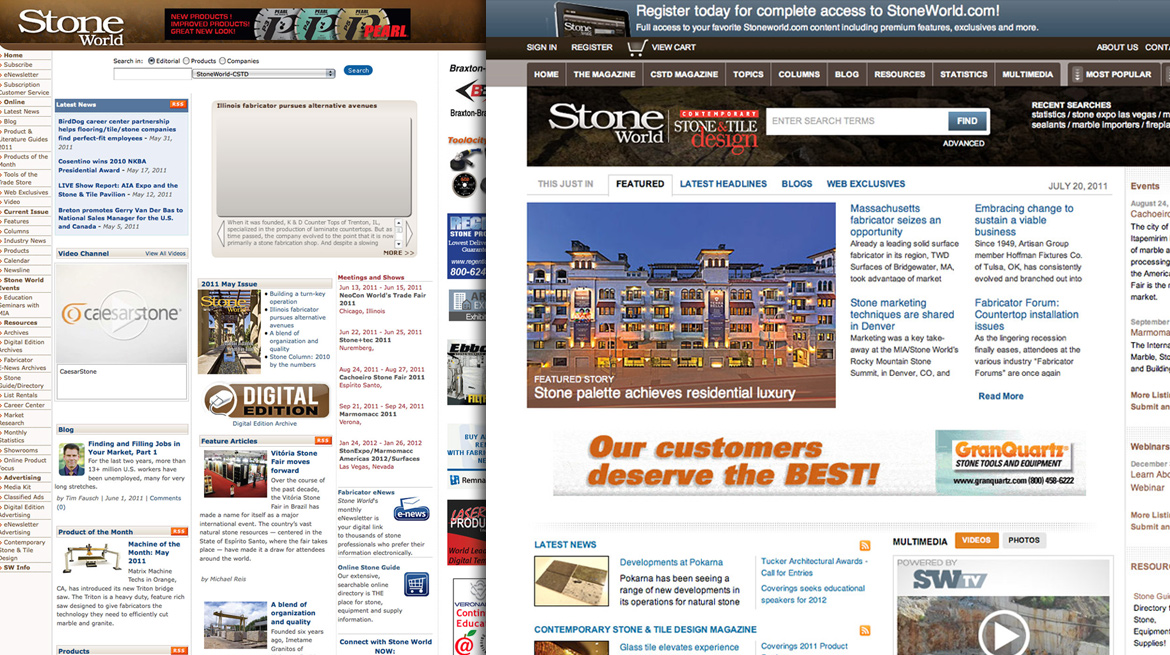 Stone
World
NEW PRODUCTS !
IMPROVED PRODUCTS!
GREAT NEW LOOK!
PEARL
Home
Subscribe
eNewsletter
Subscription
Customer Service
Online
Latest News
Blog
Product &
Literature Guides
2011
Products of the
Month
Tools of the
Trade Store
Web Exclusives
Video
Current Issue
Features
Columns
Industry News
Products
Calendar
Newsline
Stone World
Events
Education
Seminars with
MIA
Resources
Archives
Digital Edition
Archives
Fabricator
E-News Archives
Stone
Guide/Directory
List Rentals
Career Center
Market
Research
Monthly
Statistics
Showrooms
Online Product
Focus
Advertising
Media Kit
Classified Ads
Digital Edition
Advertising
eNewsletter
Advertising
Contemporary
Stone & Tile
Design
SW Info
Search in: Editorial Products Companies
StoneWorld-CSTD
Search
Latest News RSS
BirdDog career center partnership
helps flooring/tile/stone companies
find perfect-fit employees - May 31,
2011
Cosentino wins 2010 NKBA
Presidential Award - May 17, 2011
LIVE Show Report: AIA Expo and the
Stone & Tile Pavilion - May 12, 2011
Breton promotes Gerry Van Der Bas to
National Sales Manager for the U.S.
and Canada - May 5, 2011
Video Channel View All Videos
caesarstone
CaesarStone
Blog
Finding and Filling Jobs in
Your Market, Part 1
For the last two years, more than
13+ million U.S. workers have
been unemployed, many for very
long stretches.
by Tim Fausch | June 1, 2011 | Comments
(0)
Product of the Month RSS
Machine of the
Month: May
2011
Matrix Machine
Techs in Orange,
CA, has introduced its new Triton bridge
saw. The Triton is a heavy duty, feature rich
saw designed to give fabricators the
technology they need to efficiently cut
marble and granite.
Products RSS
Illinois fabricator pursues alternative avenues
When it was founded, K & D Counter Tops of Trenton, IL,
specialized in the production of laminate countertops. But as
time passed, the company evolved to the point that it is now
primarily a stone fabrication shop. And despite a slowing
MORE >>
2011 May Issue
Stone
Building a turn-key
operation
Illinois fabricator
pursues alternative
avenues
A blend of
organization and
quality
Stone Column: 2010
by the numbers
DIGITAL
EDITION
Digital Edition Archive
Feature Articles RSS
Vitória Stone
Fair moves
forward
Over the course of
the past decade,
the Vitória Stone
Fair in Brazil has
made a name for itself as a major
international event. The country's vast
natural stone resources — centered in the
State of Espírito Santo, where the fair takes
place — have made it a draw for attendees
around the world.
by Michael Reis
A blend of
organization
and quality
Founded six years
ago, Imetame
Granitos of
Meetings and Shows
Jun 13, 2011 - Jun 15, 2011
NeoCon World's Trade Fair
2011
Chicago, Illinois
Jun 22, 2011 - Jun 25, 2011
Stone+tec 2011
Nuremberg,
Aug 24, 2011 - Aug 27, 2011
Cachoeiro Stone Fair 2011
Espirito Santo,
Sep 21, 2011 - Sep 24, 2011
Marmomacc 2011
Verona,
Jan 24, 2012 - Jan 26, 2012
StonExpo/Marmomacc
Americas 2012/Surfaces
Las Vegas, Nevada
Fabricator eNews
Stone World's
monthly
eNewsletter is
your digital link
to thousands of stone
professionals who prefer their
information electronically.
e-news
Online Stone Guide
Our extensive,
searchable online
directory is THE
place for stone,
equipment and supply
information.
Connect with Stone World
NOW:
Braxton-
Braxton-Bra
ToolOcity
REG
STONE PRO
Lowest Deliver
Guaran
www.regent
800-624
Exhib
Ebbc
BUY A
RE
WITH FAB
Remna
LASER
PRODU
World Lea
Digital Tem
VERONA
Contin
Educa
Register today for complete access to StoneWorld.com!
Full access to your favorite Stoneworld.com content including premium features, exclusives and more.
SIGN IN REGISTER VIEW CART ABOUT US CONTA
HOME THE MAGAZINE CSTD MAGAZINE TOPICS COLUMNS BLOG RESOURCES STATISTICS MULTIMEDIA MOST POPULAR
Stone
World
CONTEMPORARY
STONE & TILE
design
ENTER SEARCH TERMS FIND
ADVANCED
RECENT SEARCHES
statistics / stone expo las vegas / m
sealants / marble importers / firepla
THIS JUST IN FEATURED LATEST HEADLINES BLOGS WEB EXCLUSIVES JULY 20, 2011
FEATURED STORY
Stone palette achieves residential luxury
Massachusetts
fabricator seizes an
opportunity
Already a leading solid surface
fabricator in its region, TWD
Surfaces of Bridgewater, MA,
took advantage of market
Stone marketing
techniques are shared
in Denver
Marketing was a key take-
away at the MIA/Stone World's
Rocky Mountain Stone
Summit, in Denver, CO, and
Embracing change to
sustain a viable
business
Since 1949, Artisan Group
member Hoffman Fixtures Co.
of Tulsa, OK, has consistently
evolved and branched out into
Fabricator Forum:
Countertop installation
issues
As the lingering recession
finally eases, attendees at the
various industry "Fabricator
Forums" are once again
Read More
Our customers
deserve the BEST!
GranQuartz
STONE TOOLS AND EQUIPMENT
www.granquartz.com (800) 458-6222
LATEST NEWS
Developments at Pokarna
Pokarna has been seeing a
range of new developments in
its operations for natural stone
Tucker Architectural Awards -
Call for Entries
Coverings seeks educational
speakers for 2012
CONTEMPORARY STONE & TILE DESIGN MAGAZINE
Glass tile elevates experience
Coverings 2011 Product
MULTIMEDIA VIDEOS PHOTOS
POWERED BY
SWTV
Events
August 24,
Cachoeiro
The city of
Itapemirim
of marble a
processing
the Americ
Fair is the r
market.
September
Marmoma
The Interna
Marble, Sto
and Buildin
More Listi
Submit an
Webinars
December
Learn Abo
Webinar
More Listi
Submit an
RESOUR
Stone Guid
Directory f
Stone,
Equipment
Supplies!